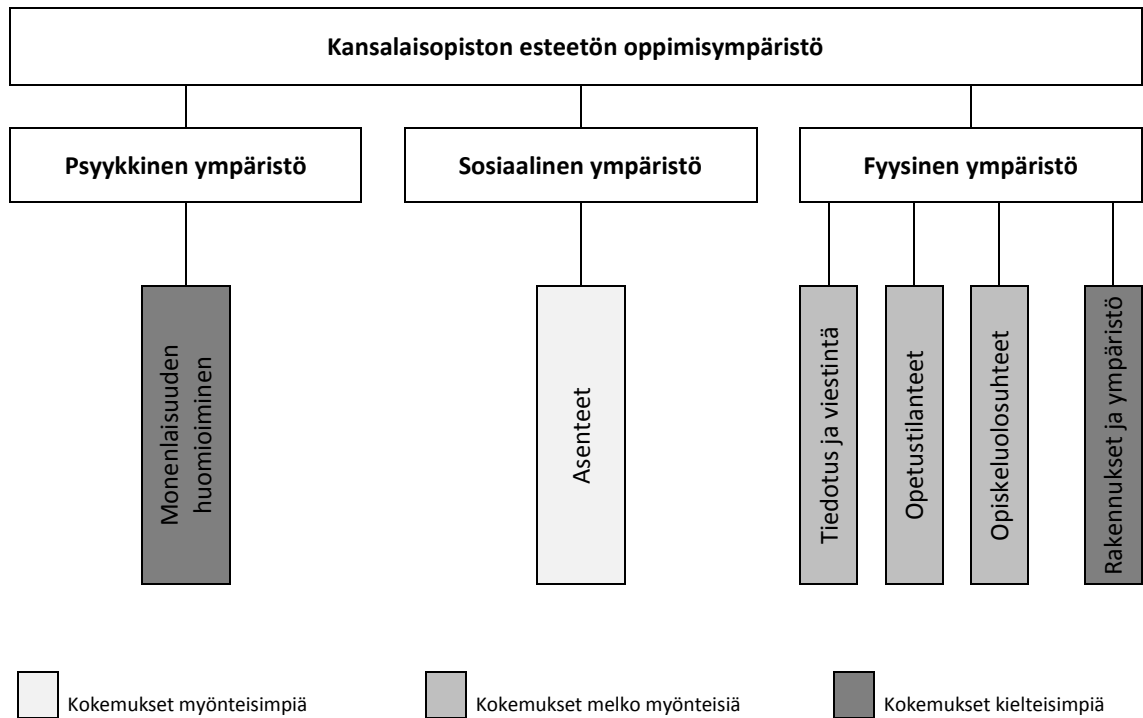 Kansalaisopiston esteetön oppimisympäristö
Psyykkinen ympäristö
Sosiaalinen ympäristö
Fyysinen ympäristö
Monenlaisuuden
huomioiminen
Asenteet
Tiedotus ja viestintä
Opetustilanteet
Opiskeluolosuhteet
Rakennukset ja ympäristö
Kokemukset myönteisimpiä
Kokemukset melko myönteisiä
Kokemukset kielteisimpiä